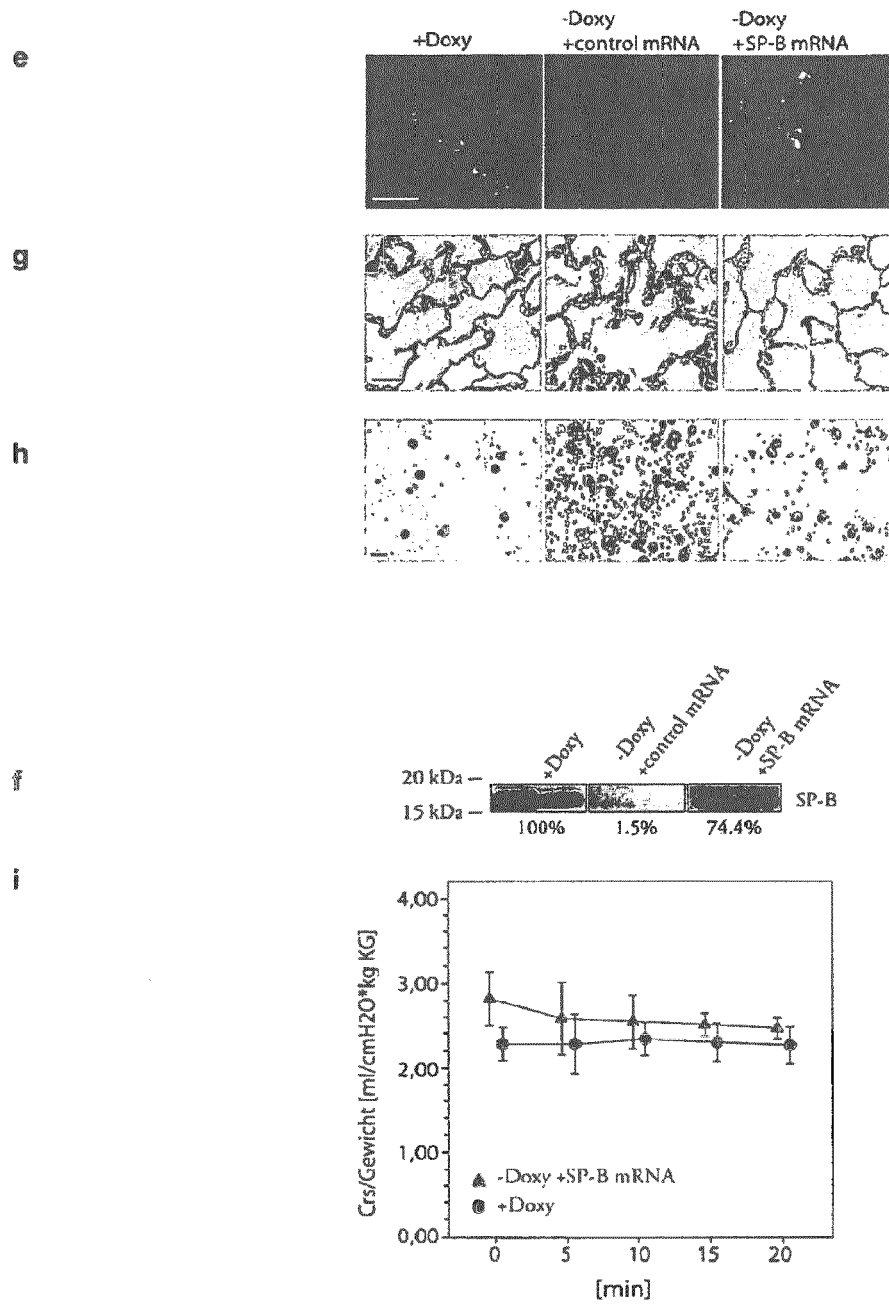 e
+Doxy
-Doxy
+control mRNA
-Doxy
+SP-B mRNA
g
h
f
+Doxy
-Doxy
+control mRNA
-Doxy
+SP-B mRNA
20 kDa
15 kDa
SP-B
100% 1.5% 74.4%
i
Crs/Gewicht [ml/cmH2O*kg KG]
4,00
3,00
2,00
1,00
0,00
-Doxy +SP-B mRNA
+Doxy
0 5 10 15 20
[min]